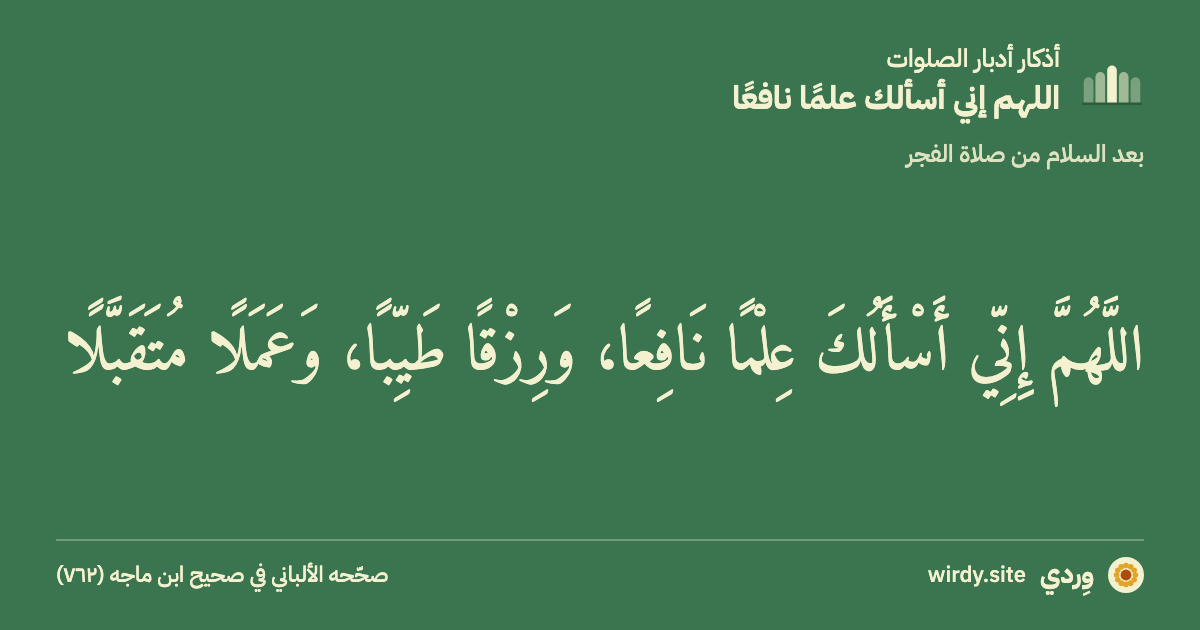 أذكار أدبار الصلوات
اللهم إني أسألك علمًا نافعًا
بعد السلام من صلاة الفجر
اللَّهُمَّ إِنِّي أَسْأَلُكَ عِلْمًا نَافِعًا، وَرِزْقًا طَيِّبًا، وَعَمَلًا مُتَقَبَّلًا
وِردي wirdy.site
صحّحه الألباني في صحيح ابن ماجه (٧٦٢)